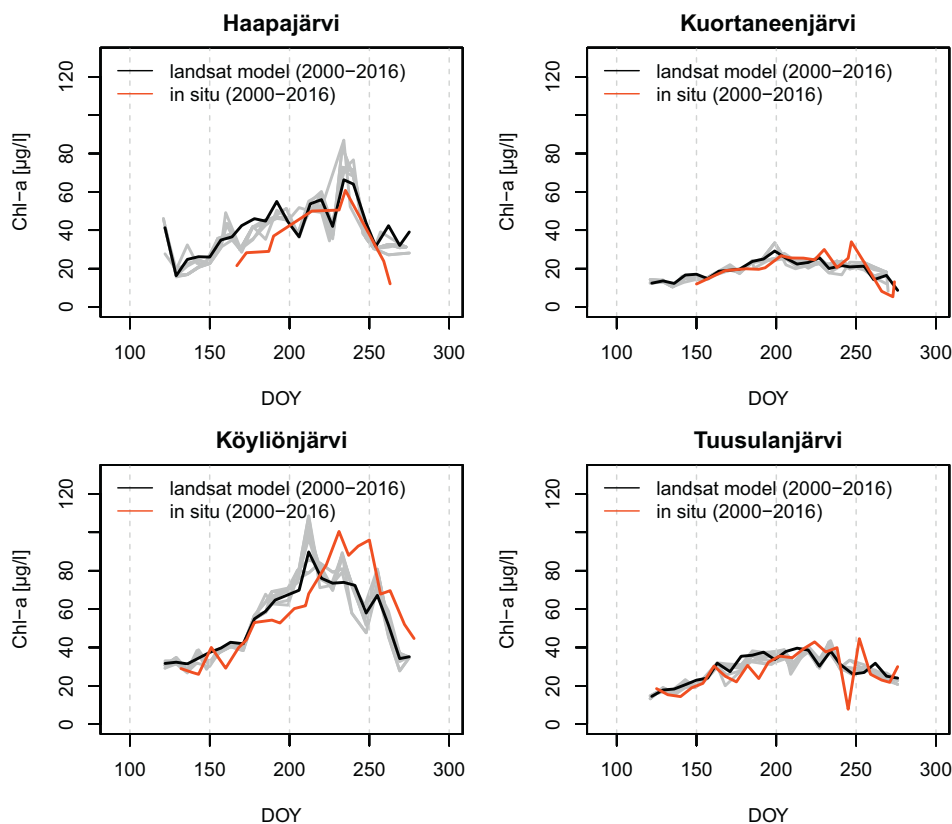 Haapajärvi
landsat model (2000−2016)
in situ (2000−2016)
Chl−a [µg/l]
0 20 40 60 80 120
100 150 200 250 300
DOY
Kuortaneenjärvi
landsat model (2000−2016)
in situ (2000−2016)
Chl−a [µg/l]
0 20 40 60 80 120
100 150 200 250 300
DOY
Köyliönjärvi
landsat model (2000−2016)
in situ (2000−2016)
Chl−a [µg/l]
0 20 40 60 80 120
100 150 200 250 300
DOY
Tuusulanjärvi
landsat model (2000−2016)
in situ (2000−2016)
Chl−a [µg/l]
0 20 40 60 80 120
100 150 200 250 300
DOY